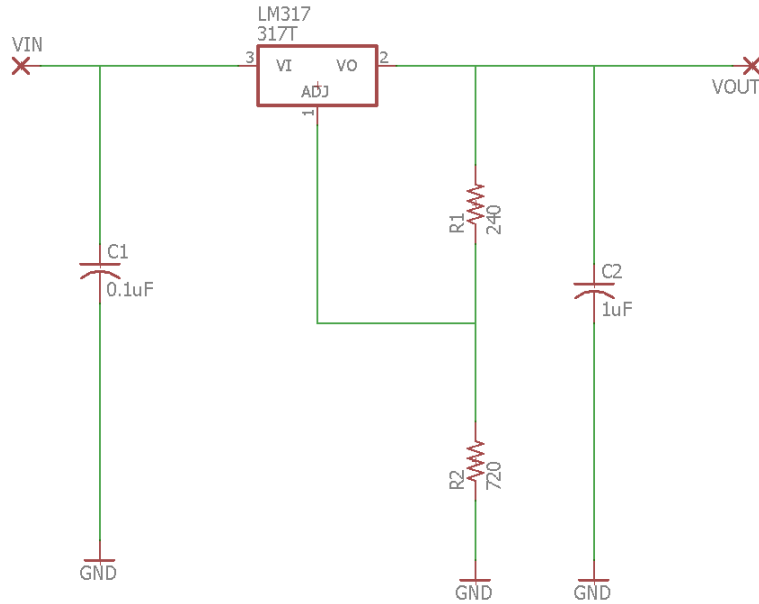 LM317
317T
VIN
3
VI
VO
2
VOUT
ADJ
1
R1
240
C1
0.1uF
C2
1uF
R2
720
GND
GND
GND